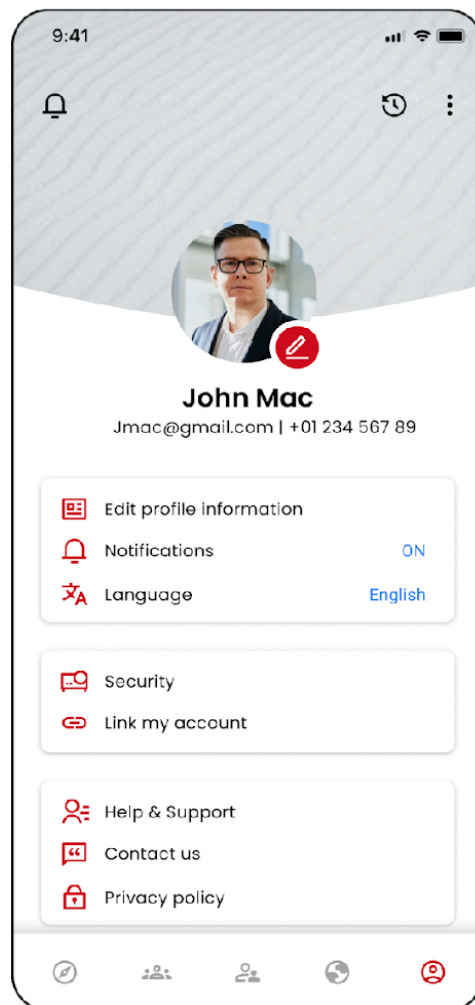 9:41
John Mac
Jmac@gmail.com | +01 234 567 89
Edit profile information
Notifications ON
Language English
Security
Link my account
Help & Support
Contact us
Privacy policy